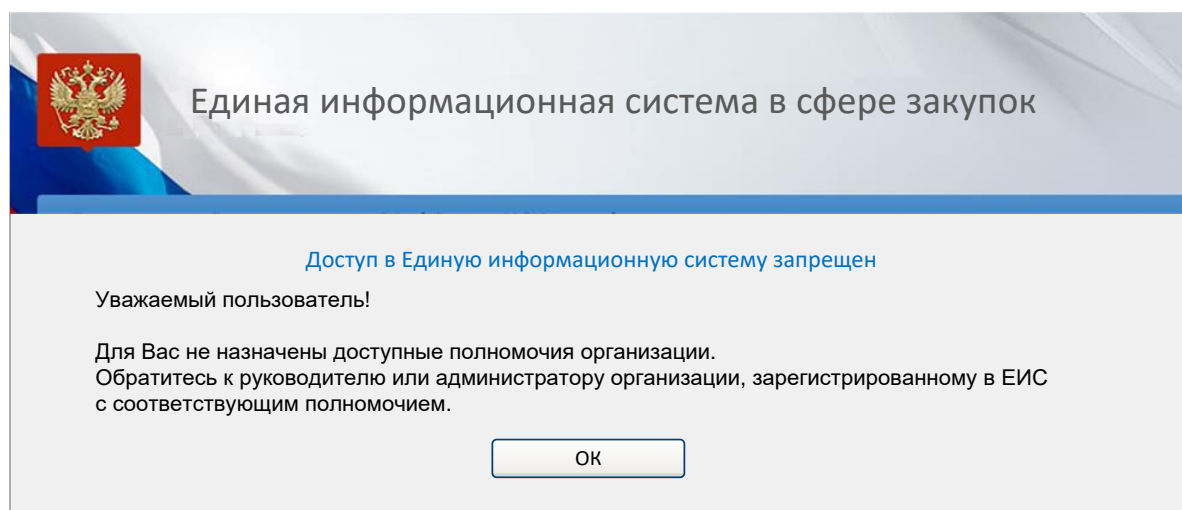 Единая информационная система в сфере закупок
Доступ в Единую информационную систему запрещен
Уважаемый пользователь!
Для Вас не назначены доступные полномочия организации.
Обратитесь к руководителю или администратору организации, зарегистрированному в ЕИС
с соответствующим полномочием.
ОК